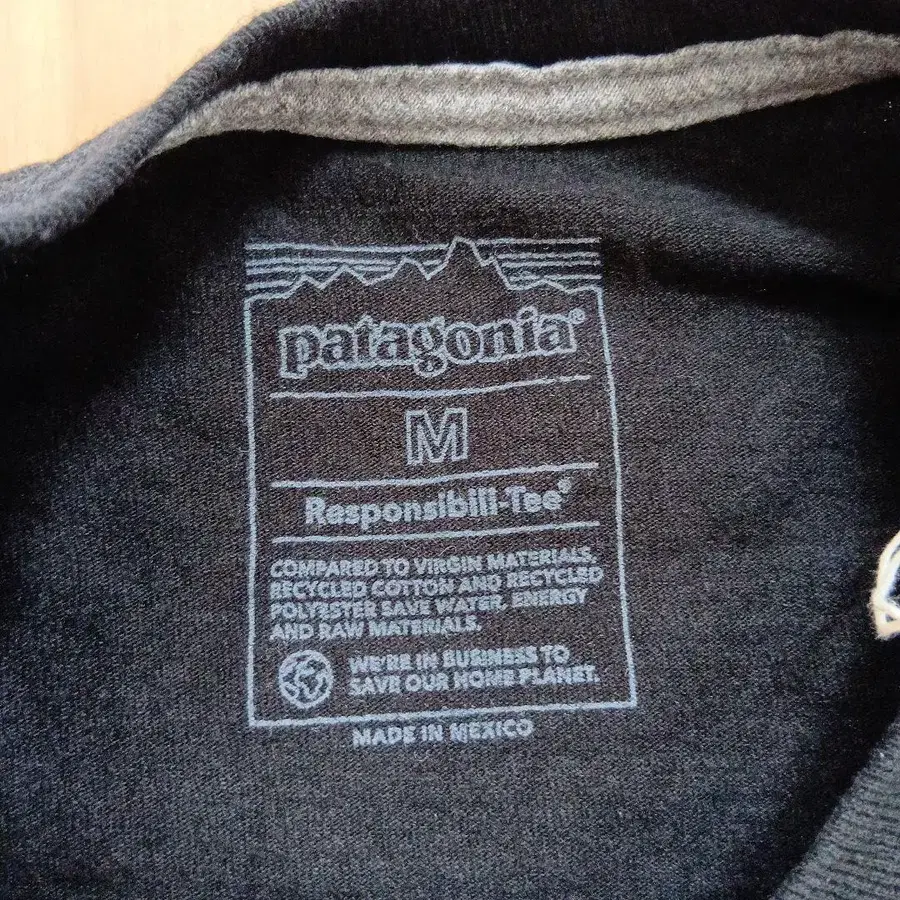 patagonia®
M
Responsibili-Tee®
COMPARED TO VIRGIN MATERIALS,
RECYCLED COTTON AND RECYCLED
POLYESTER SAVE WATER, ENERGY
AND RAW MATERIALS.
WE'RE IN BUSINESS TO
SAVE OUR HOME PLANET.
MADE IN MEXICO